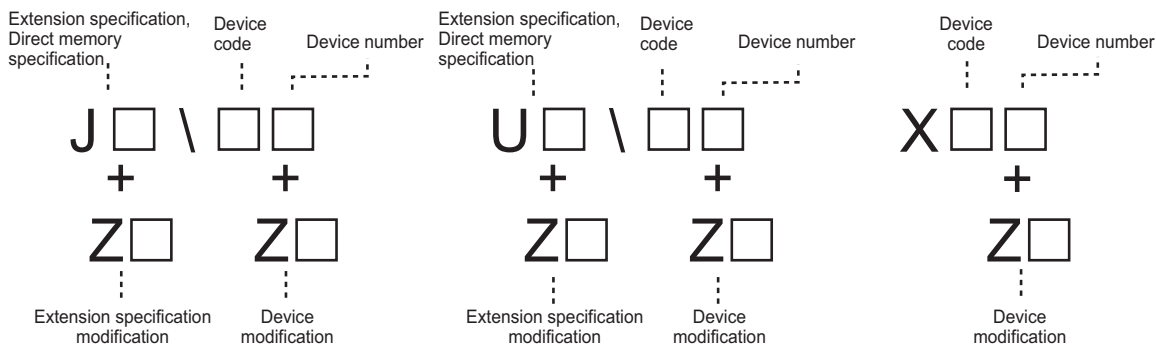 Extension specification,
Direct memory
specification
Device
code
Device number
J□ \ □□
+ +
Z□ Z□
Extension specification
modification
Device
modification
Extension specification,
Direct memory
specification
Device
code
Device number
U□ \ □□
+ +
Z□ Z□
Extension specification
modification
Device
modification
Device
code
Device number
X□□
+
Z□
Device
modification